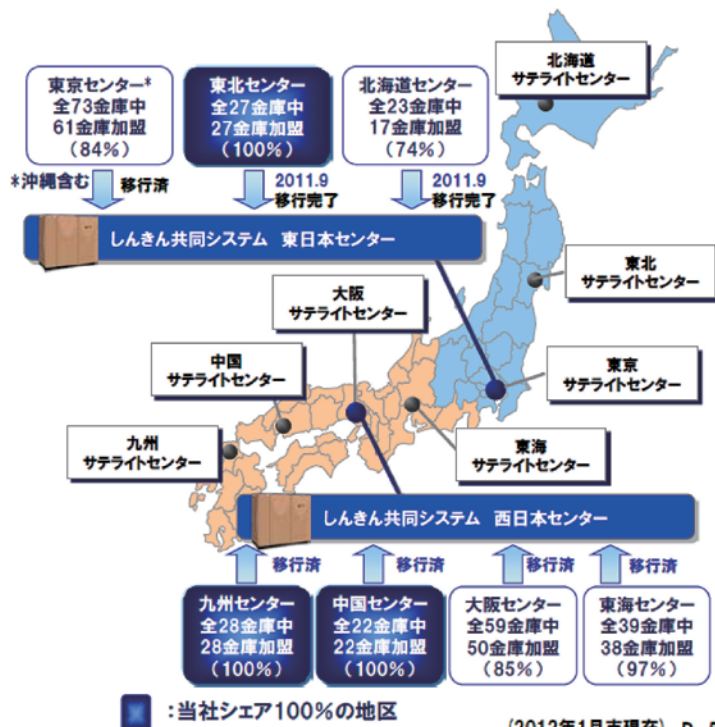 北海道
サテライトセンター
東京センター*
全73金庫中
61金庫加盟
(84%)
東北センター
全27金庫中
27金庫加盟
(100%)
北海道センター
全23金庫中
17金庫加盟
(74%)
*沖縄含む
移行済
2011.9
移行完了
2011.9
移行完了
しんきん共同システム 東日本センター
東北
サテライトセンター
大阪
サテライトセンター
中国
サテライトセンター
東京
サテライトセンター
九州
サテライトセンター
東海
サテライトセンター
しんきん共同システム 西日本センター
移行済
移行済
移行済
移行済
九州センター
全28金庫中
28金庫加盟
(100%)
中国センター
全22金庫中
22金庫加盟
(100%)
大阪センター
全59金庫中
50金庫加盟
(85%)
東海センター
全39金庫中
38金庫加盟
(97%)
:当社シェア100%の地区
(2012年1月末現在)